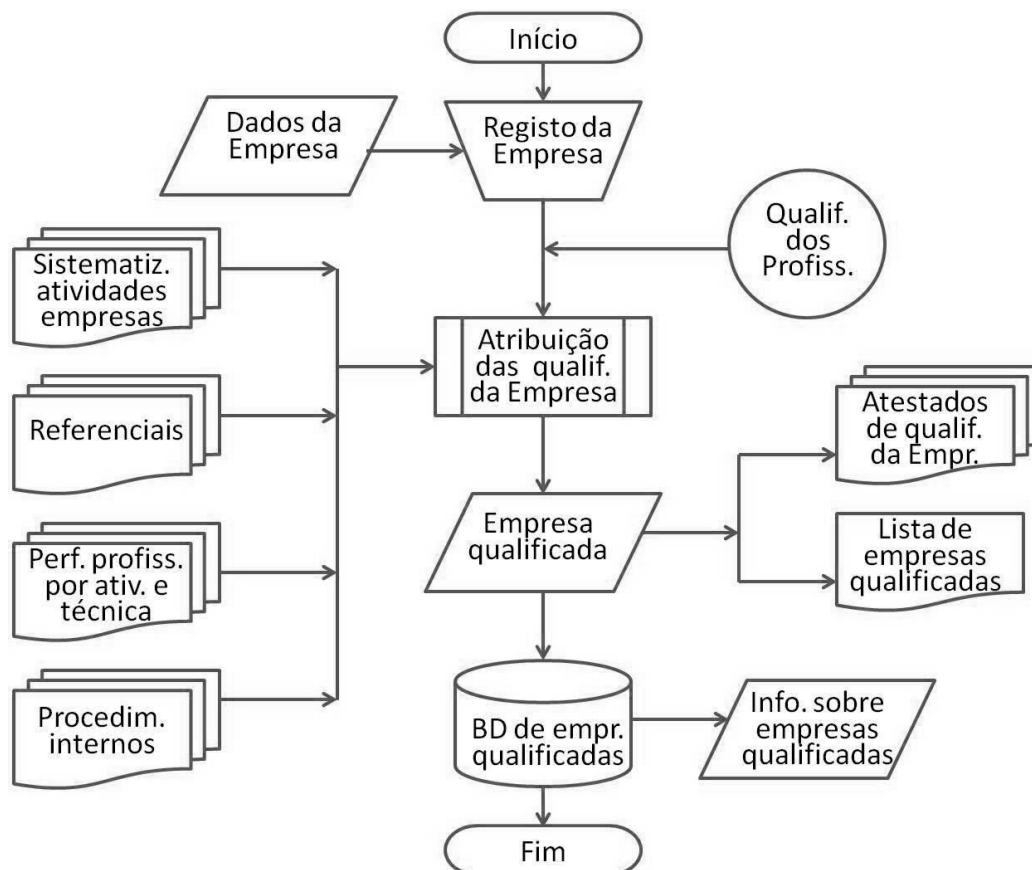 Início
Dados da
Empresa
Registo da
Empresa
Qualif.
dos
Profiss.
Sistematiz.
atividades
empresas
Atribuição
das qualif.
da Empresa
Referenciais
Atestados
de qualif.
da Empr.
Empresa
qualificada
Lista de
empresas
qualificadas
Perf. profiss.
por ativ. e
técnica
Procedim.
internos
BD de empr.
qualificadas
Info. sobre
empresas
qualificadas
Fim